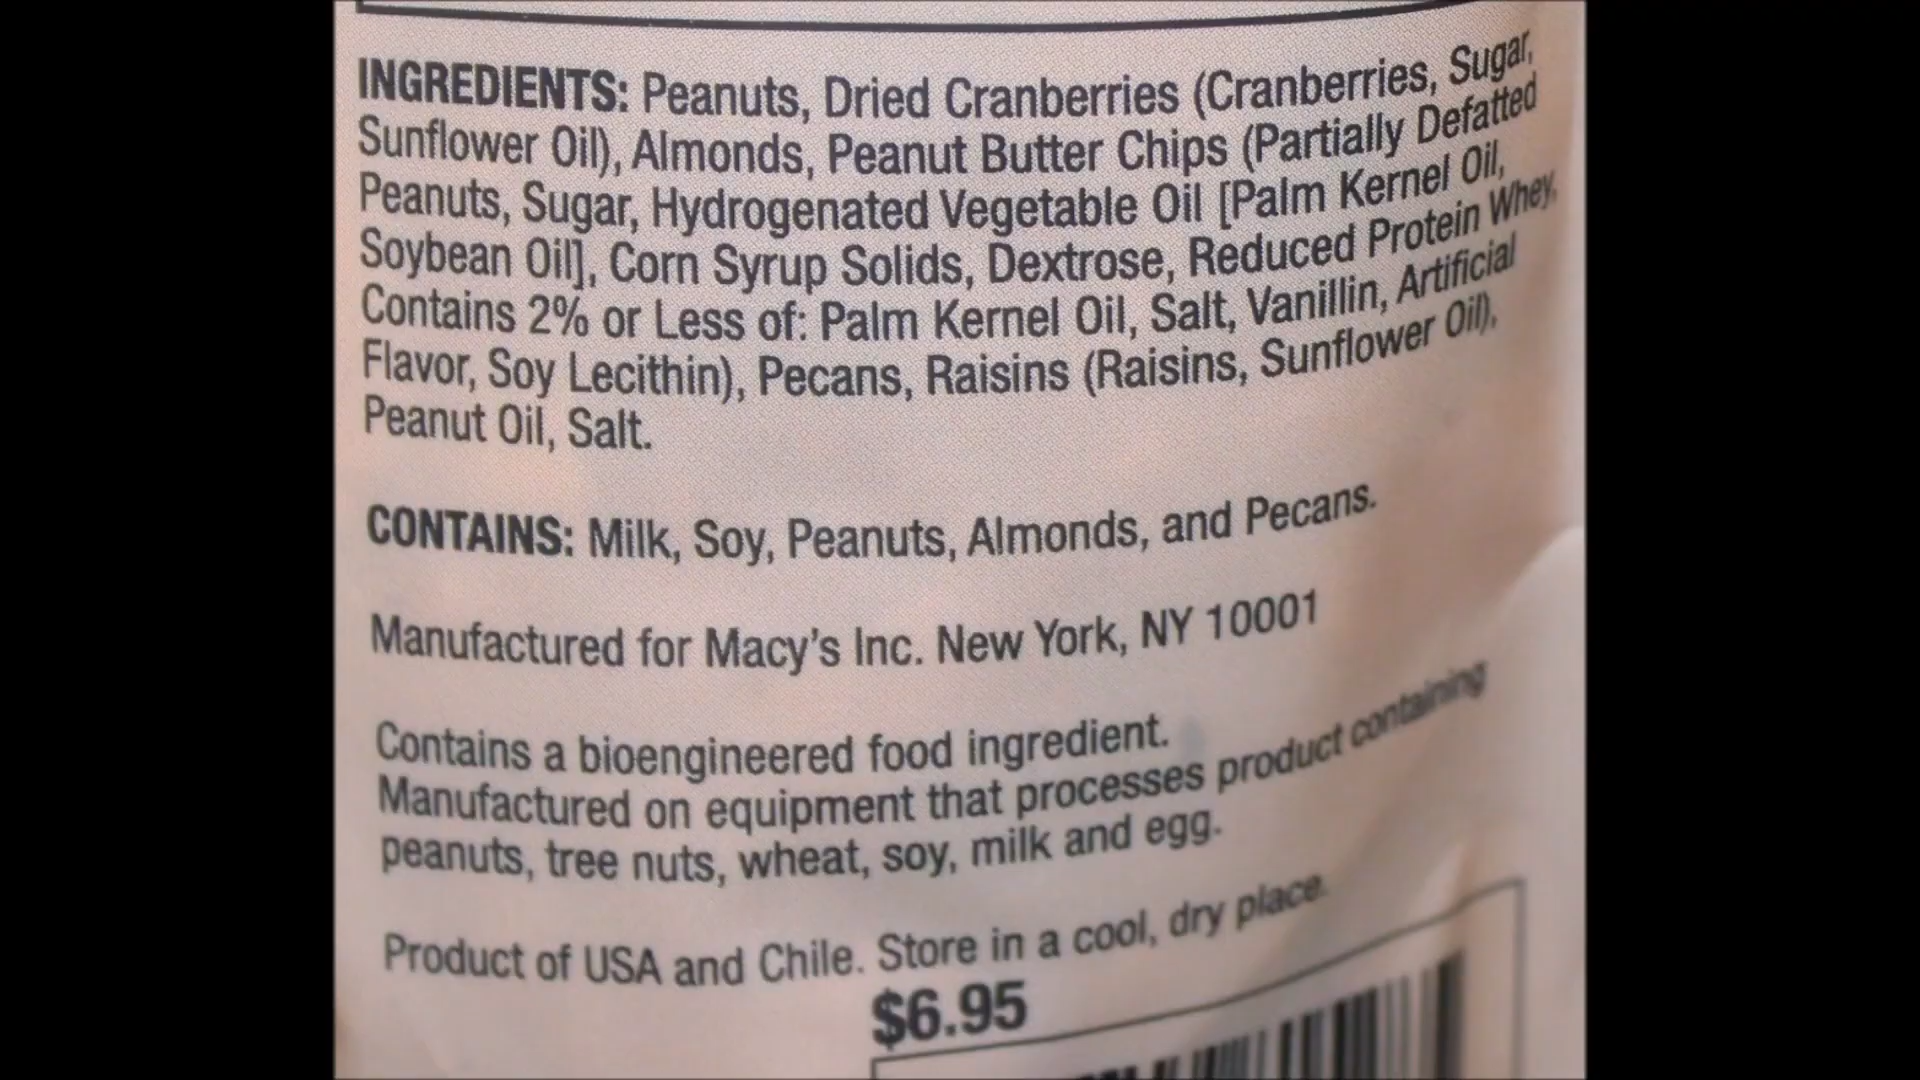 INGREDIENTS: Peanuts, Dried Cranberries (Cranberries, Sugar,
Sunflower Oil), Almonds, Peanut Butter Chips (Partially Defatted
Peanuts, Sugar, Hydrogenated Vegetable Oil [Palm Kernel Oil,
Soybean Oil], Corn Syrup Solids, Dextrose, Reduced Protein Whey,
Contains 2% or Less of: Palm Kernel Oil, Salt, Vanillin, Artificial
Flavor, Soy Lecithin), Pecans, Raisins (Raisins, Sunflower Oil),
Peanut Oil, Salt.
CONTAINS: Milk, Soy, Peanuts, Almonds, and Pecans.
Manufactured for Macy's Inc. New York, NY 10001
Contains a bioengineered food ingredient.
Manufactured on equipment that processes product containing
peanuts, tree nuts, wheat, soy, milk and egg.
Product of USA and Chile. Store in a cool, dry place.
$6.95